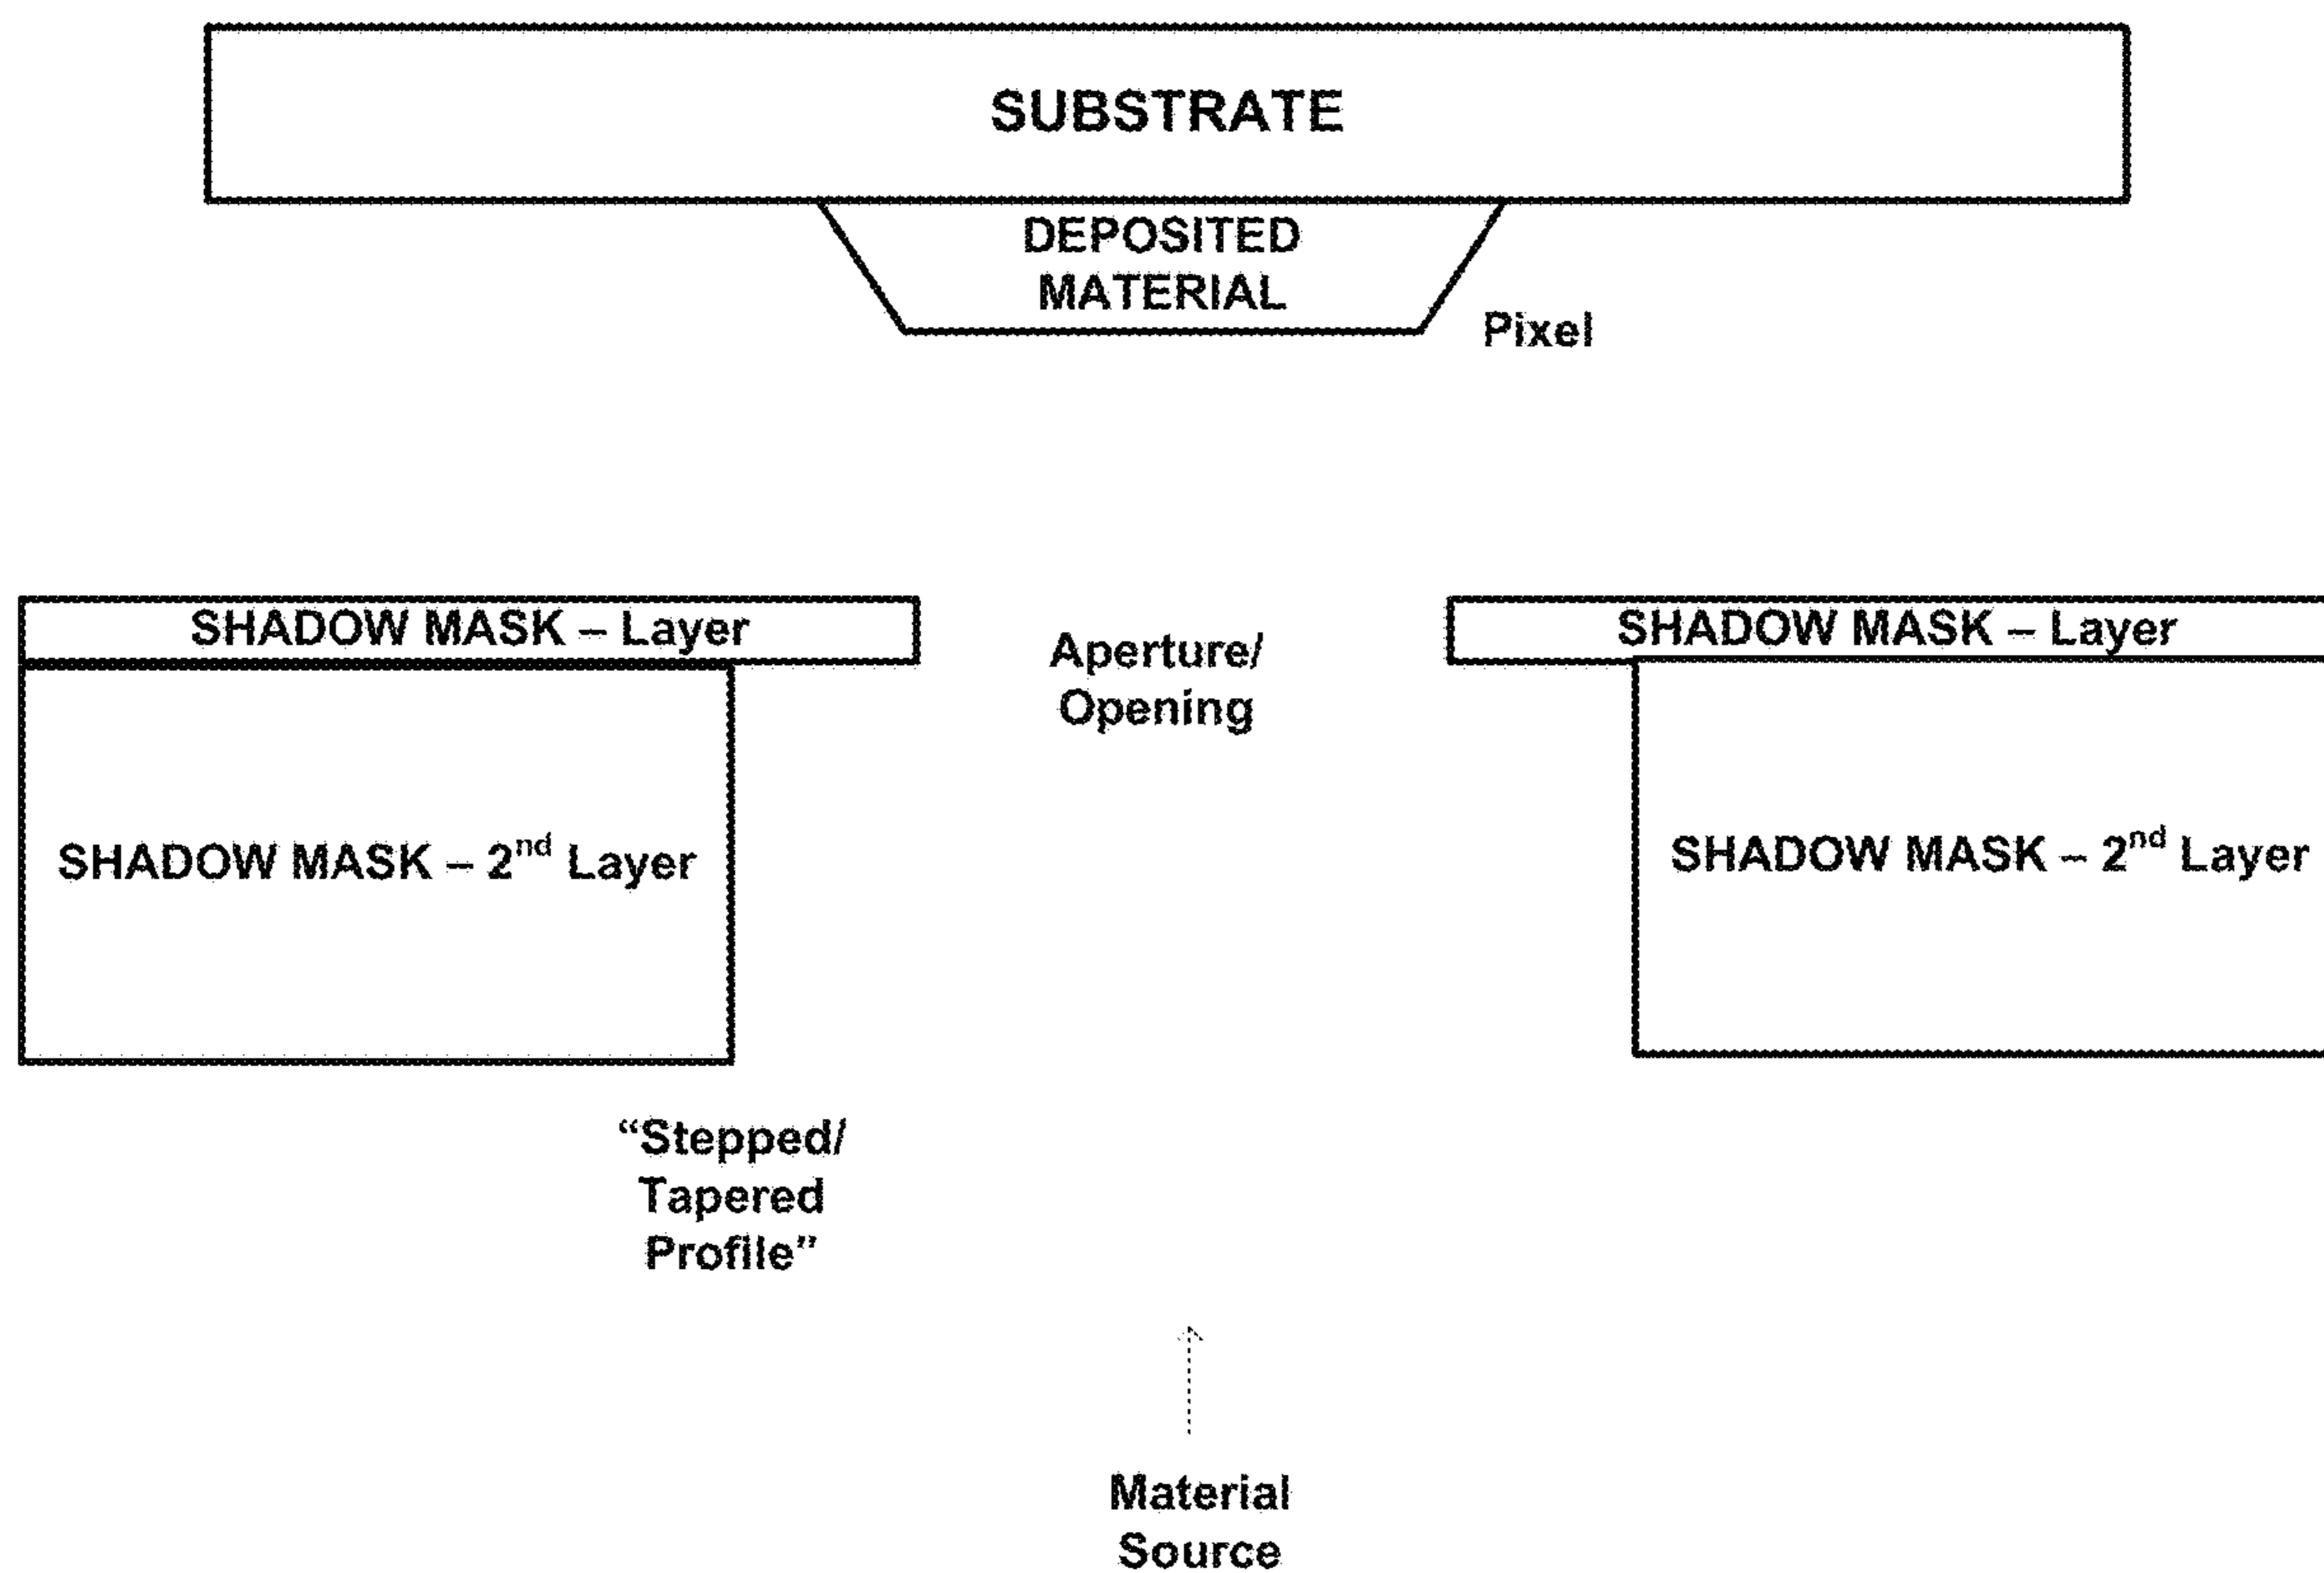 SUBSTRATE
DEPOSITED
MATERIAL
Pixel
SHADOW MASK – Layer
Aperture/
Opening
SHADOW MASK – Layer
SHADOW MASK – 2nd Layer
SHADOW MASK – 2nd Layer
“Stepped/
Tapered
Profile”
Material
Source